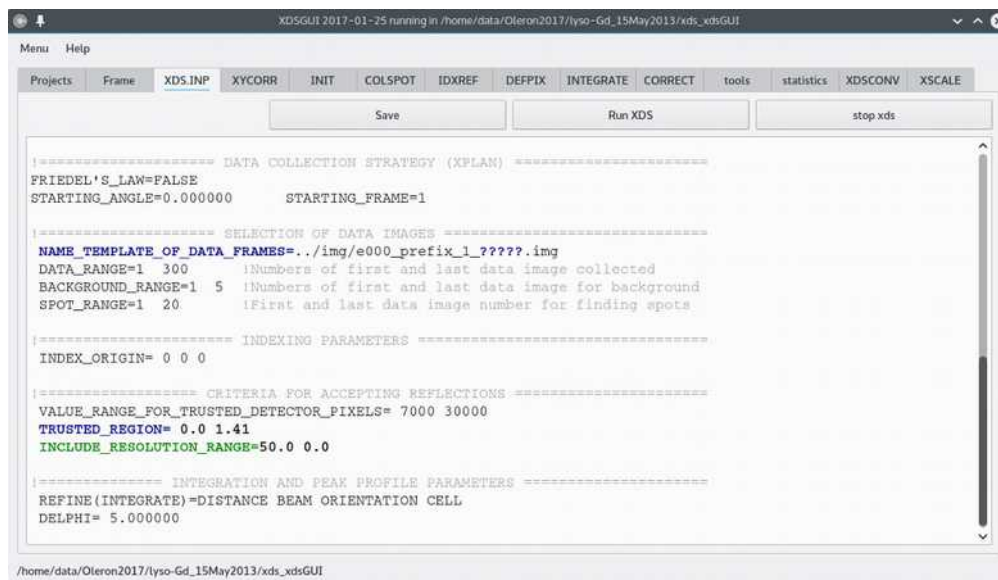 XDSGUI 2017-01-25 running in /home/data/Oleron2017/lyso-Gd_15May2013/xds_xdsGUI
Menu Help
Projects Frame XDS.INP XYCORR INIT COLSPOT IDXREF DEFPIX INTEGRATE CORRECT tools statistics XDSCONV XSCALE
Save Run XDS stop xds
!===================== DATA COLLECTION STRATEGY (XPLAN) ======================
FRIEDEL'S_LAW=FALSE
STARTING_ANGLE=0.000000 STARTING_FRAME=1
!==================== SELECTION OF DATA IMAGES ==============================
NAME_TEMPLATE_OF_DATA_FRAMES=../img/e000_prefix_1_?????.img
DATA_RANGE=1 300 !Numbers of first and last data image collected
BACKGROUND_RANGE=1 5 !Numbers of first and last data image for background
SPOT_RANGE=1 20 !First and last data image number for finding spots
!====================== INDEXING PARAMETERS =================================
INDEX_ORIGIN= 0 0 0
!================== CRITERIA FOR ACCEPTING REFLECTIONS ======================
VALUE_RANGE_FOR_TRUSTED_DETECTOR_PIXELS= 7000 30000
TRUSTED_REGION= 0.0 1.41
INCLUDE_RESOLUTION_RANGE=50.0 0.0
!============== INTEGRATION AND PEAK PROFILE PARAMETERS =====================
REFINE(INTEGRATE)=DISTANCE BEAM ORIENTATION CELL
DELPHI= 5.000000
/home/data/Oleron2017/lyso-Gd_15May2013/xds_xdsGUI